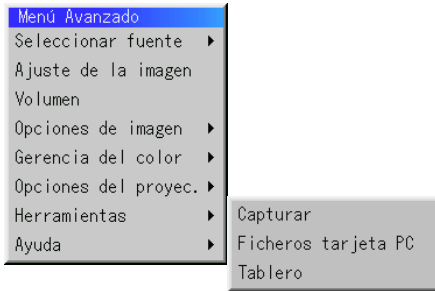 Menú Avanzado
Seleccionar fuente
Ajuste de la imagen
Volumen
Opciones de imagen
Gerencia del color
Opciones del proyec.
Herramientas
Ayuda
Capturar
Ficheros tarjeta PC
Tablero